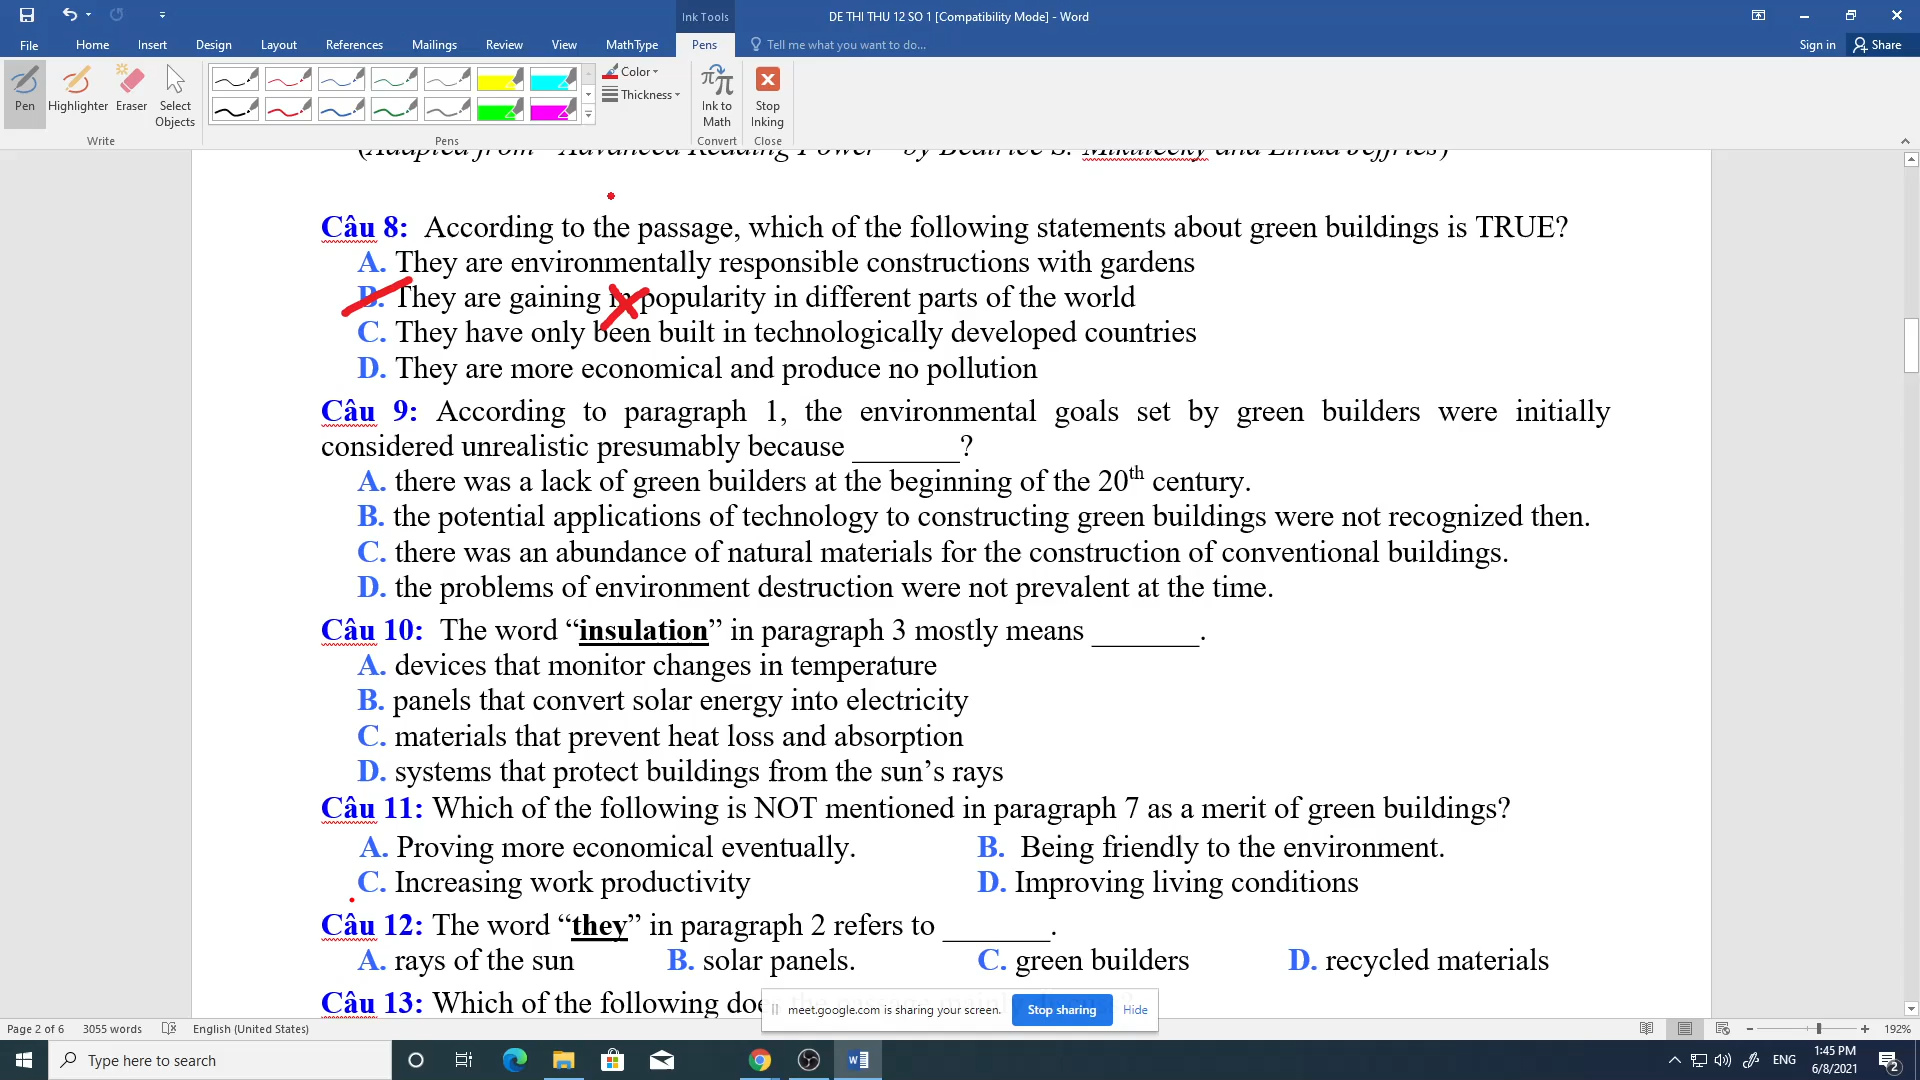 Ink Tools
DE THI THU 12 SO 1 [Compatibility Mode] - Word
File Home Insert Design Layout References Mailings Review View MathType Pens Tell me what you want to do... Sign in Share
Pen Highlighter Eraser Select Objects
Color
Thickness
Ink to Math
Stop Inking
Write Pens Convert Close
(Adapted from "Advanced Reading Power" by Beatrice S. Mikulecky and Linda Jeffries)
Câu 8: According to the passage, which of the following statements about green buildings is TRUE?
A. They are environmentally responsible constructions with gardens
B. They are gaining in popularity in different parts of the world
C. They have only been built in technologically developed countries
D. They are more economical and produce no pollution
Câu 9: According to paragraph 1, the environmental goals set by green builders were initially
considered unrealistic presumably because _______?
A. there was a lack of green builders at the beginning of the 20th century.
B. the potential applications of technology to constructing green buildings were not recognized then.
C. there was an abundance of natural materials for the construction of conventional buildings.
D. the problems of environment destruction were not prevalent at the time.
Câu 10: The word “insulation” in paragraph 3 mostly means _______.
A. devices that monitor changes in temperature
B. panels that convert solar energy into electricity
C. materials that prevent heat loss and absorption
D. systems that protect buildings from the sun’s rays
Câu 11: Which of the following is NOT mentioned in paragraph 7 as a merit of green buildings?
A. Proving more economical eventually. B. Being friendly to the environment.
C. Increasing work productivity D. Improving living conditions
Câu 12: The word “they” in paragraph 2 refers to _______.
A. rays of the sun B. solar panels. C. green builders D. recycled materials
Câu 13: Which of the following does
meet.google.com is sharing your screen. Stop sharing Hide
Page 2 of 6 3055 words English (United States) 192%
Type here to search
ENG
1:45 PM
6/8/2021
2